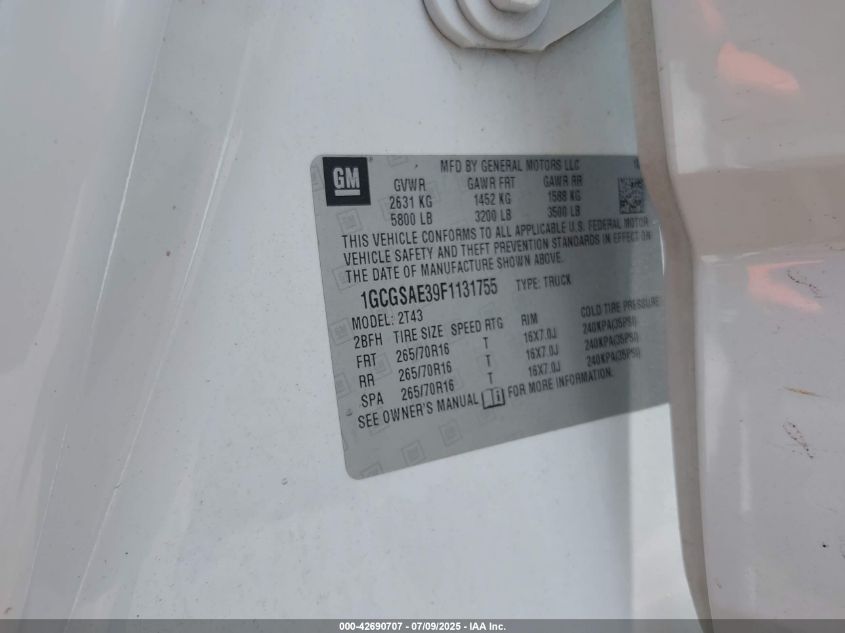 GM
MFD BY GENERAL MOTORS LLC
GVWR GAWR FRT GAWR RR
2631 KG 1452 KG 1588 KG
5800 LB 3200 LB 3500 LB
THIS VEHICLE CONFORMS TO ALL APPLICABLE U.S. FEDERAL MOTOR
VEHICLE SAFETY AND THEFT PREVENTION STANDARDS IN EFFECT ON
THE DATE OF MANUFACTURE SHOWN ABOVE.
1GCGSAE39F1131755 TYPE: TRUCK
MODEL: 2T43
2BFH TIRE SIZE SPEED RTG RIM COLD TIRE PRESSURE
FRT 265/70R16 T 16X7.0J 240KPA(35PSI)
RR 265/70R16 T 16X7.0J 240KPA(35PSI)
SPA 265/70R16 T 16X7.0J 240KPA(35PSI)
SEE OWNER'S MANUAL FOR MORE INFORMATION.
000-42690707 - 07/09/2025 - IAA Inc.